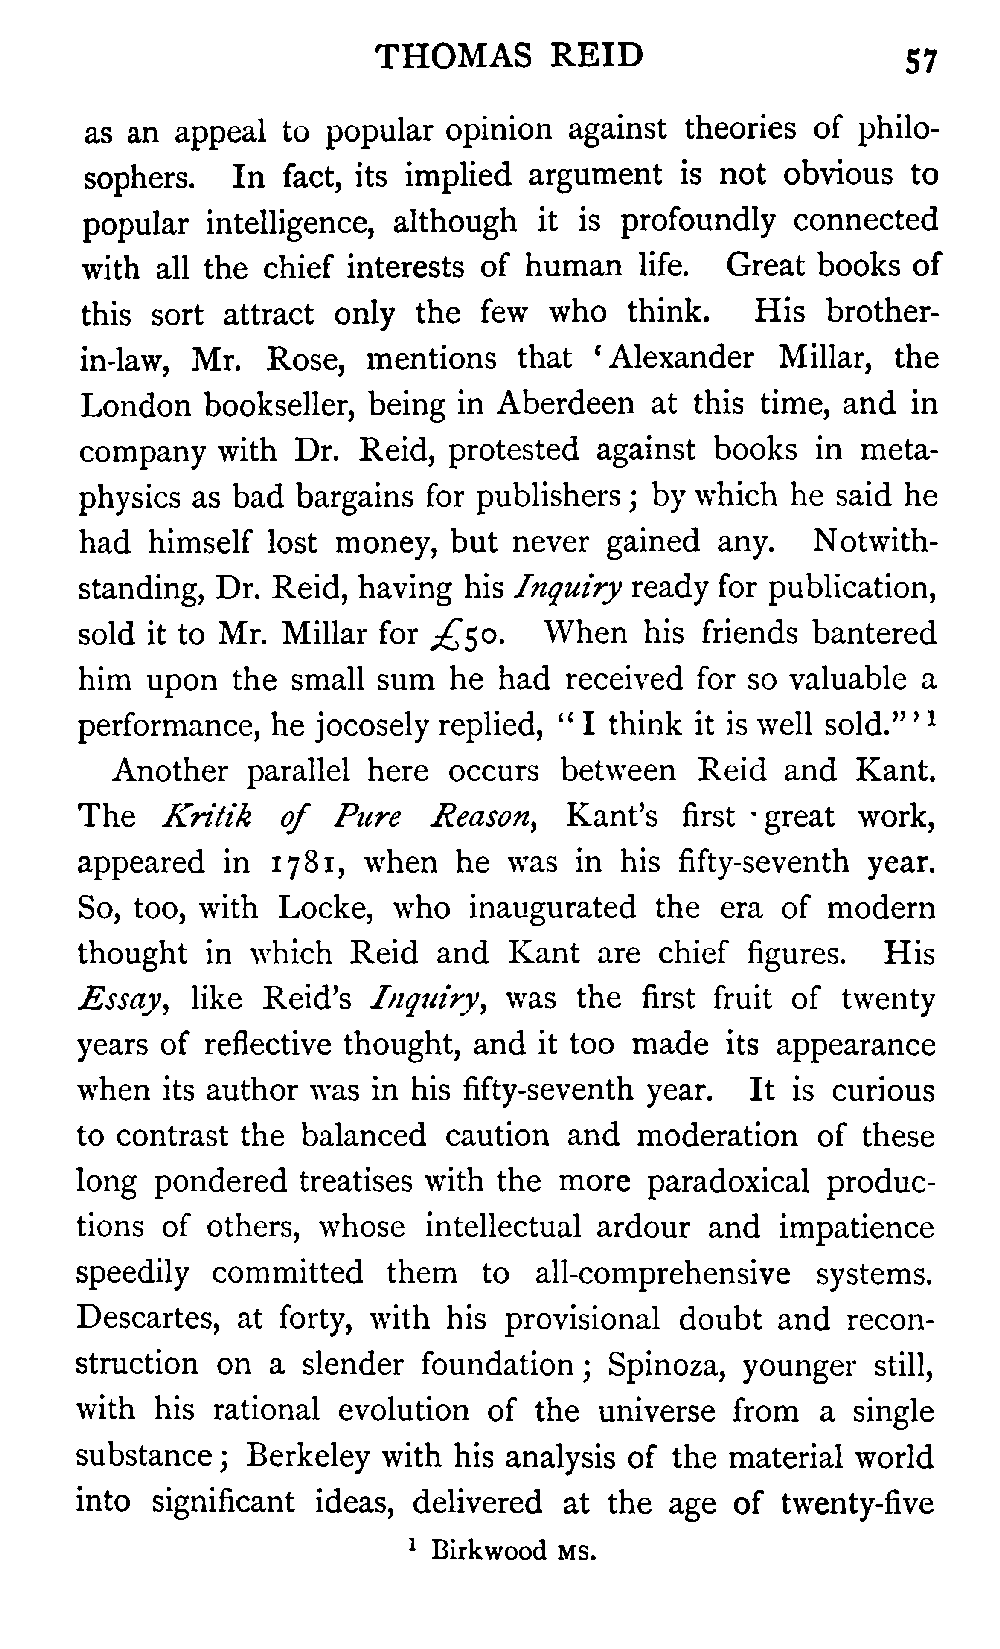 THOMAS REID 57
as an appeal to popular opinion against theories of philo-
sophers. In fact, its implied argument is not obvious to
popular intelligence, although it is profoundly connected
with all the chief interests of human life. Great books of
this sort attract only the few who think. His brother-
in-law, Mr. Rose, mentions that ‘Alexander Millar, the
London bookseller, being in Aberdeen at this time, and in
company with Dr. Reid, protested against books in meta-
physics as bad bargains for publishers; by which he said he
had himself lost money, but never gained any. Notwith-
standing, Dr. Reid, having his Inquiry ready for publication,
sold it to Mr. Millar for £50. When his friends bantered
him upon the small sum he had received for so valuable a
performance, he jocosely replied, “I think it is well sold.”’¹
Another parallel here occurs between Reid and Kant.
The Kritik of Pure Reason, Kant’s first great work,
appeared in 1781, when he was in his fifty-seventh year.
So, too, with Locke, who inaugurated the era of modern
thought in which Reid and Kant are chief figures. His
Essay, like Reid’s Inquiry, was the first fruit of twenty
years of reflective thought, and it too made its appearance
when its author was in his fifty-seventh year. It is curious
to contrast the balanced caution and moderation of these
long pondered treatises with the more paradoxical produc-
tions of others, whose intellectual ardour and impatience
speedily committed them to all-comprehensive systems.
Descartes, at forty, with his provisional doubt and recon-
struction on a slender foundation; Spinoza, younger still,
with his rational evolution of the universe from a single
substance; Berkeley with his analysis of the material world
into significant ideas, delivered at the age of twenty-five
¹ Birkwood MS.